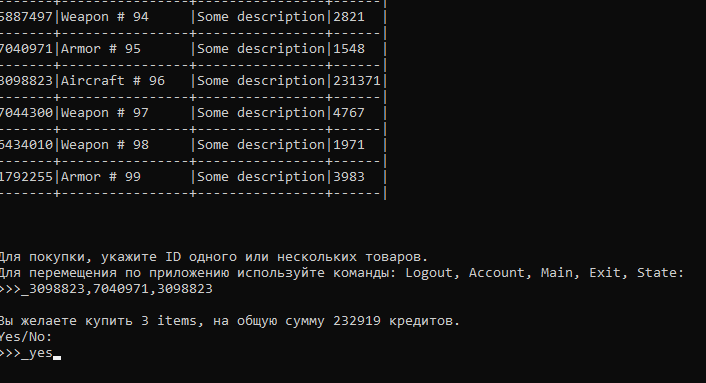 5887497|Weapon # 94     |Some description|2821  |
-------+----------------+----------------+------|
7040971|Armor # 95      |Some description|1548  |
-------+----------------+----------------+------|
3098823|Aircraft # 96   |Some description|231371|
-------+----------------+----------------+------|
7044300|Weapon # 97     |Some description|4767  |
-------+----------------+----------------+------|
6434010|Weapon # 98     |Some description|1971  |
-------+----------------+----------------+------|
1792255|Armor # 99      |Some description|3983  |
-------+----------------+----------------+------|
Для покупки, укажите ID одного или нескольких товаров.
Для перемещения по приложению используйте команды: Logout, Account, Main, Exit, State:
>>>_3098823,7040971,3098823
Вы желаете купить 3 items, на общую сумму 232919 кредитов.
Yes/No:
>>>_yes